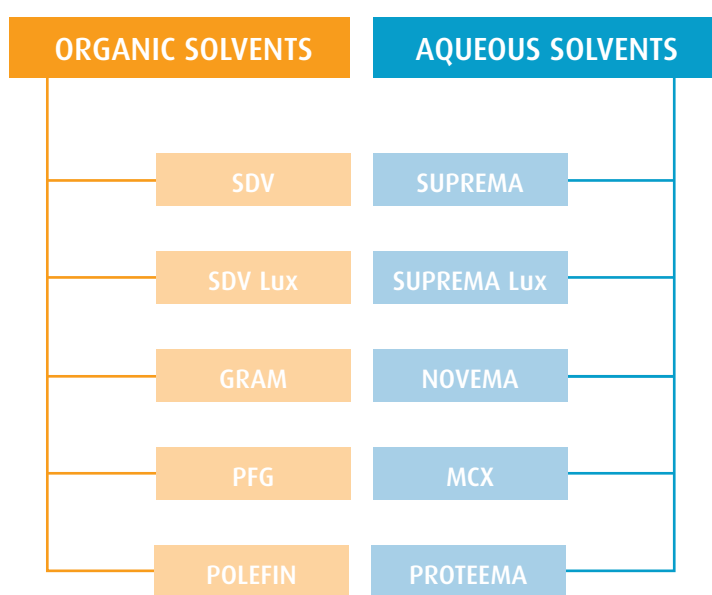 ORGANIC SOLVENTS
AQUEOUS SOLVENTS
SDV
SUPREMA
SDV Lux
SUPREMA Lux
GRAM
NOVEMA
PFG
MCX
POLEFIN
PROTEEMA